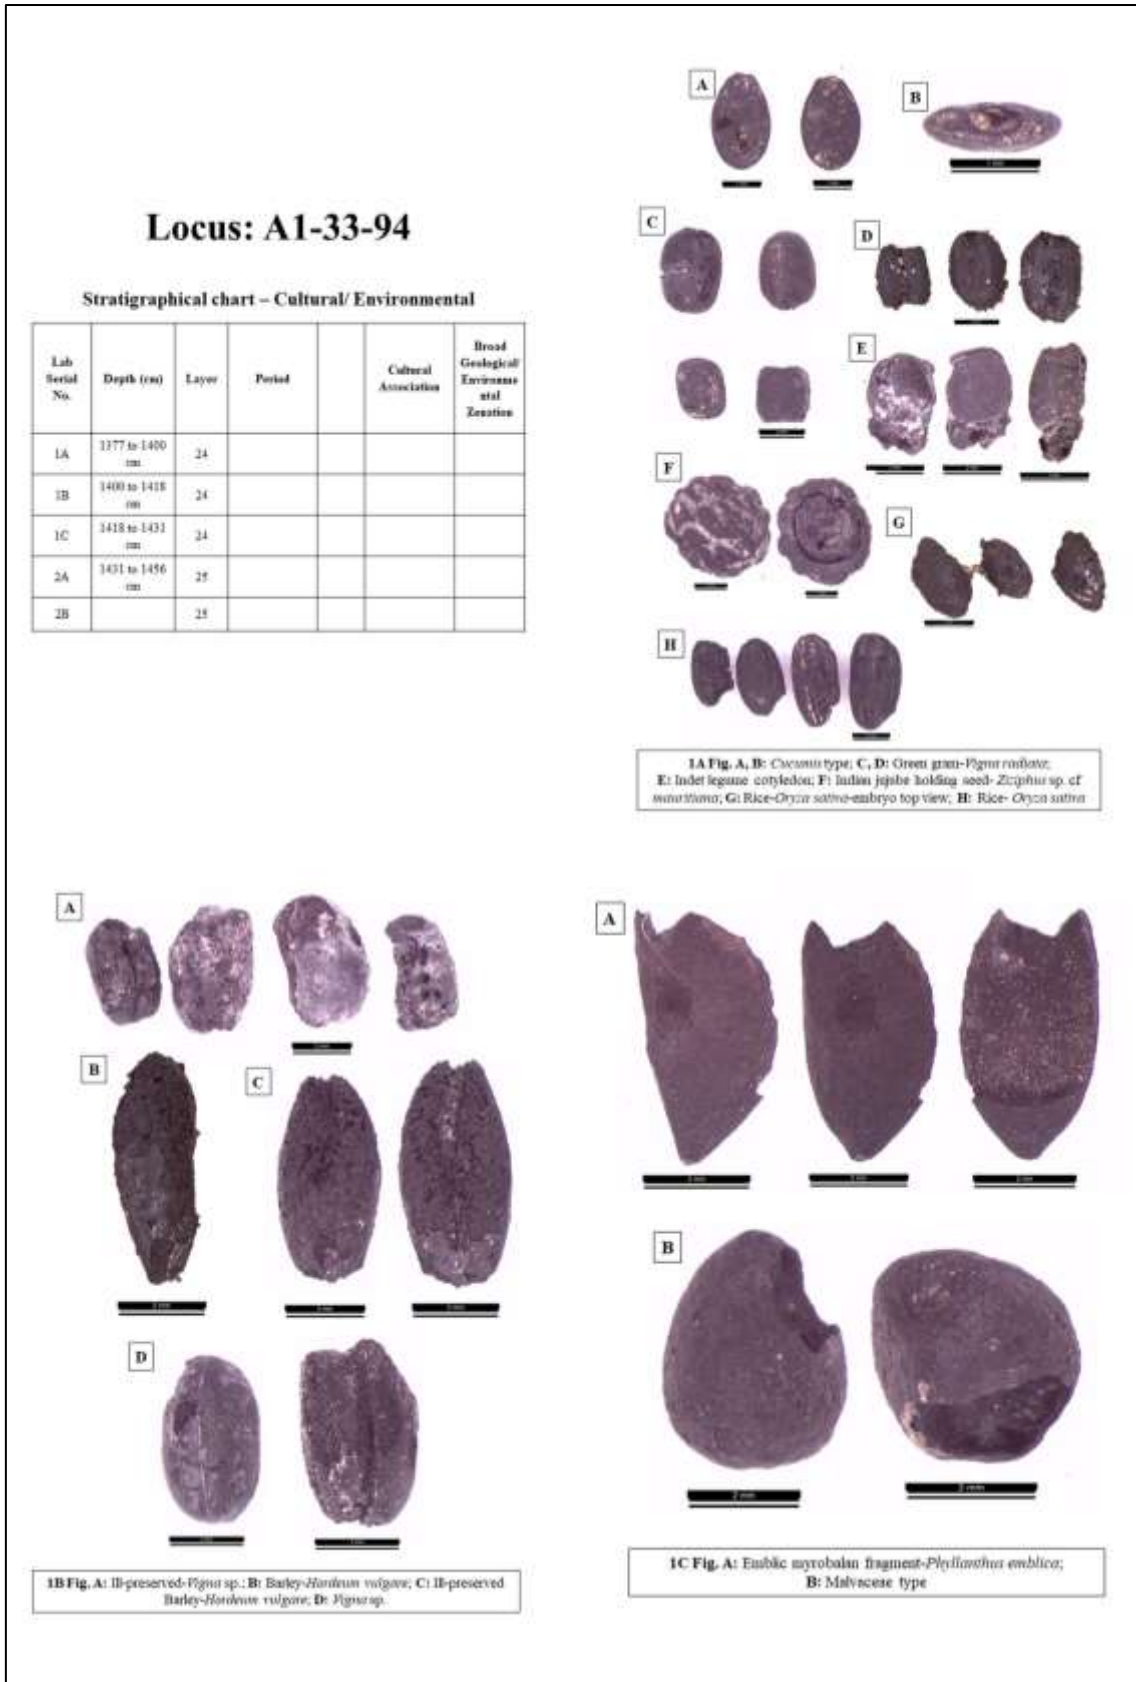 Locus: A1-33-94
Stratigraphical chart – Cultural/ Environmental
Lab Serial No. Depth (cm) Layer Period Cultural Association Broad Geological/ Environmental Zonation
1A 1377 to 1400 cm 24
1B 1400 to 1418 cm 24
1C 1418 to 1431 cm 24
2A 1431 to 1456 cm 25
2B 25
A
B
C
D
E
F
G
H
1A Fig. A, B: Cucumis type; C, D: Green gram-Vigna radiata;
E: Indet legume cotyledon; F: Indian jujube holding seed- Ziziphus sp. cf
mauritiana; G: Rice-Oryza sativa-embryo top view; H: Rice- Oryza sativa
A
B
C
D
1B Fig. A: Ill-preserved-Vigna sp.; B: Barley-Hordeum vulgare; C: Ill-preserved
Barley-Hordeum vulgare; D: Vigna sp.
A
B
2 mm
2 mm
1C Fig. A: Emblic myrobalan fragment-Phyllanthus emblica;
B: Malvaceae type